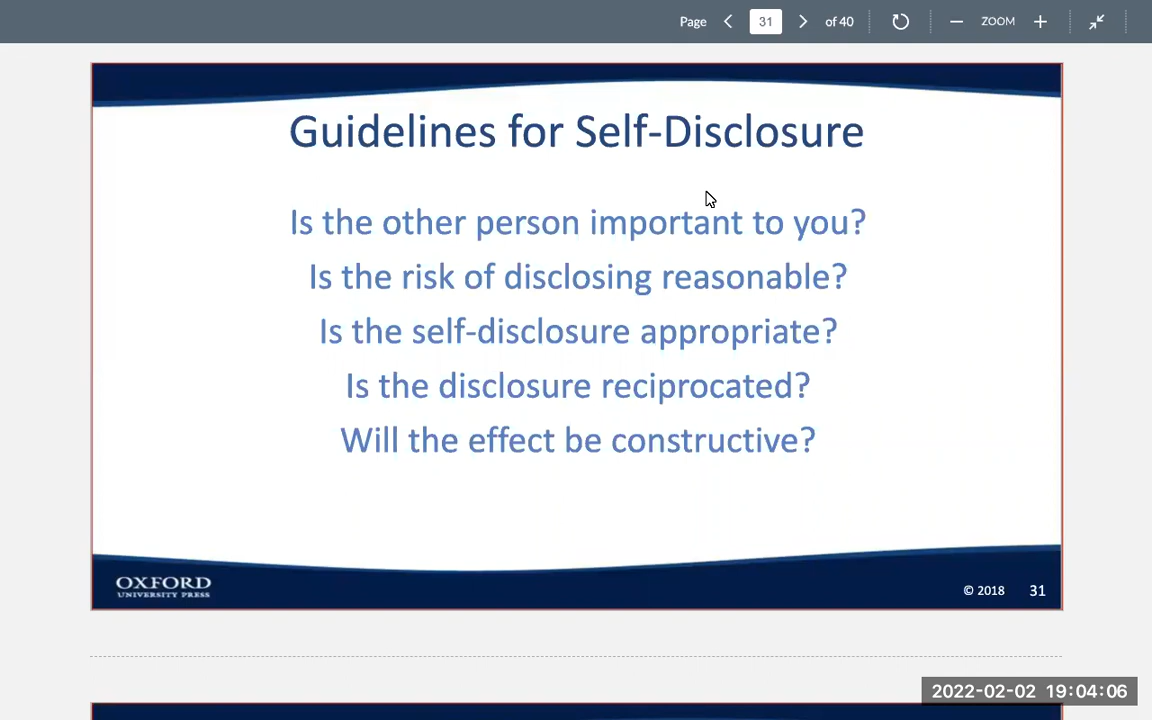 Page 31 of 40 ZOOM
Guidelines for Self-Disclosure
Is the other person important to you?
Is the risk of disclosing reasonable?
Is the self-disclosure appropriate?
Is the disclosure reciprocated?
Will the effect be constructive?
OXFORD
UNIVERSITY PRESS
© 2018 31
2022-02-02 19:04:06